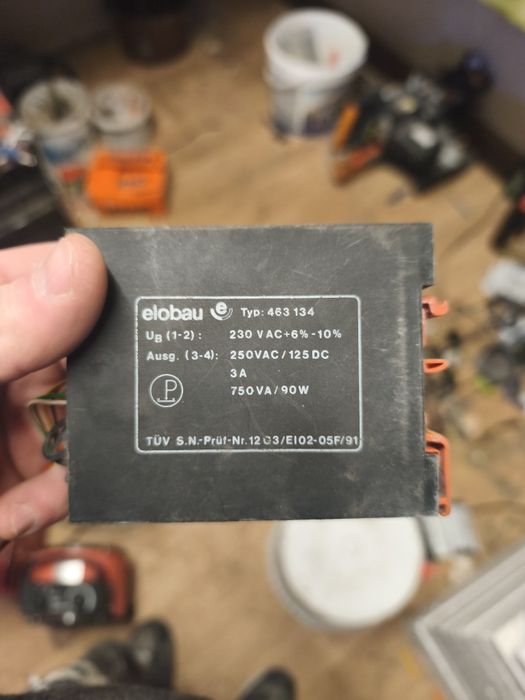 elobau e Typ: 463 134
UB (1-2): 230 VAC+6%-10%
Ausg. (3-4): 250VAC/125DC
3A
P
750VA/90W
TÜV S.N.-Prüf-Nr.12 03/E102-05F/91